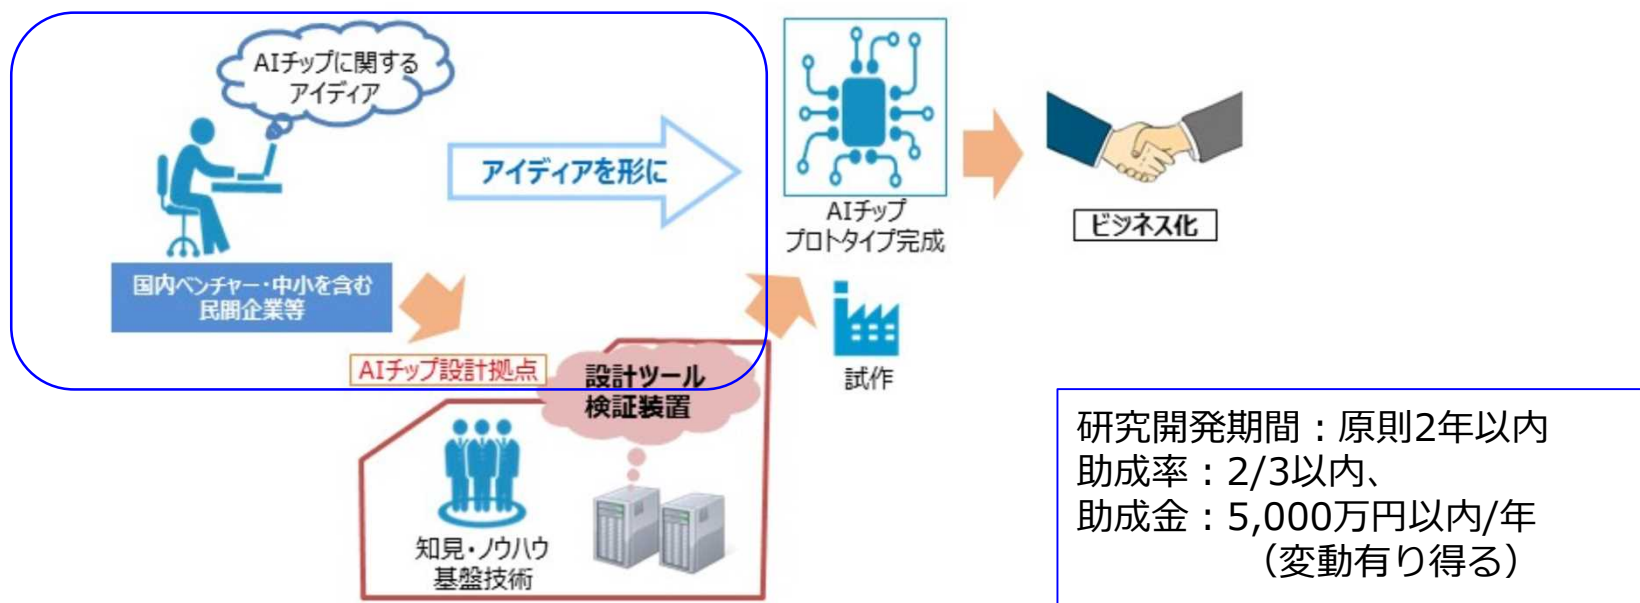 AIチップに関する
アイディア
アイディアを形に
国内ベンチャー・中小を含む
民間企業等
AIチップ
プロトタイプ完成
ビジネス化
試作
AIチップ設計拠点
設計ツール
検証装置
知見・ノウハウ
基盤技術
研究開発期間：原則2年以内
助成率：2/3以内、
助成金：5,000万円以内/年
（変動有り得る）